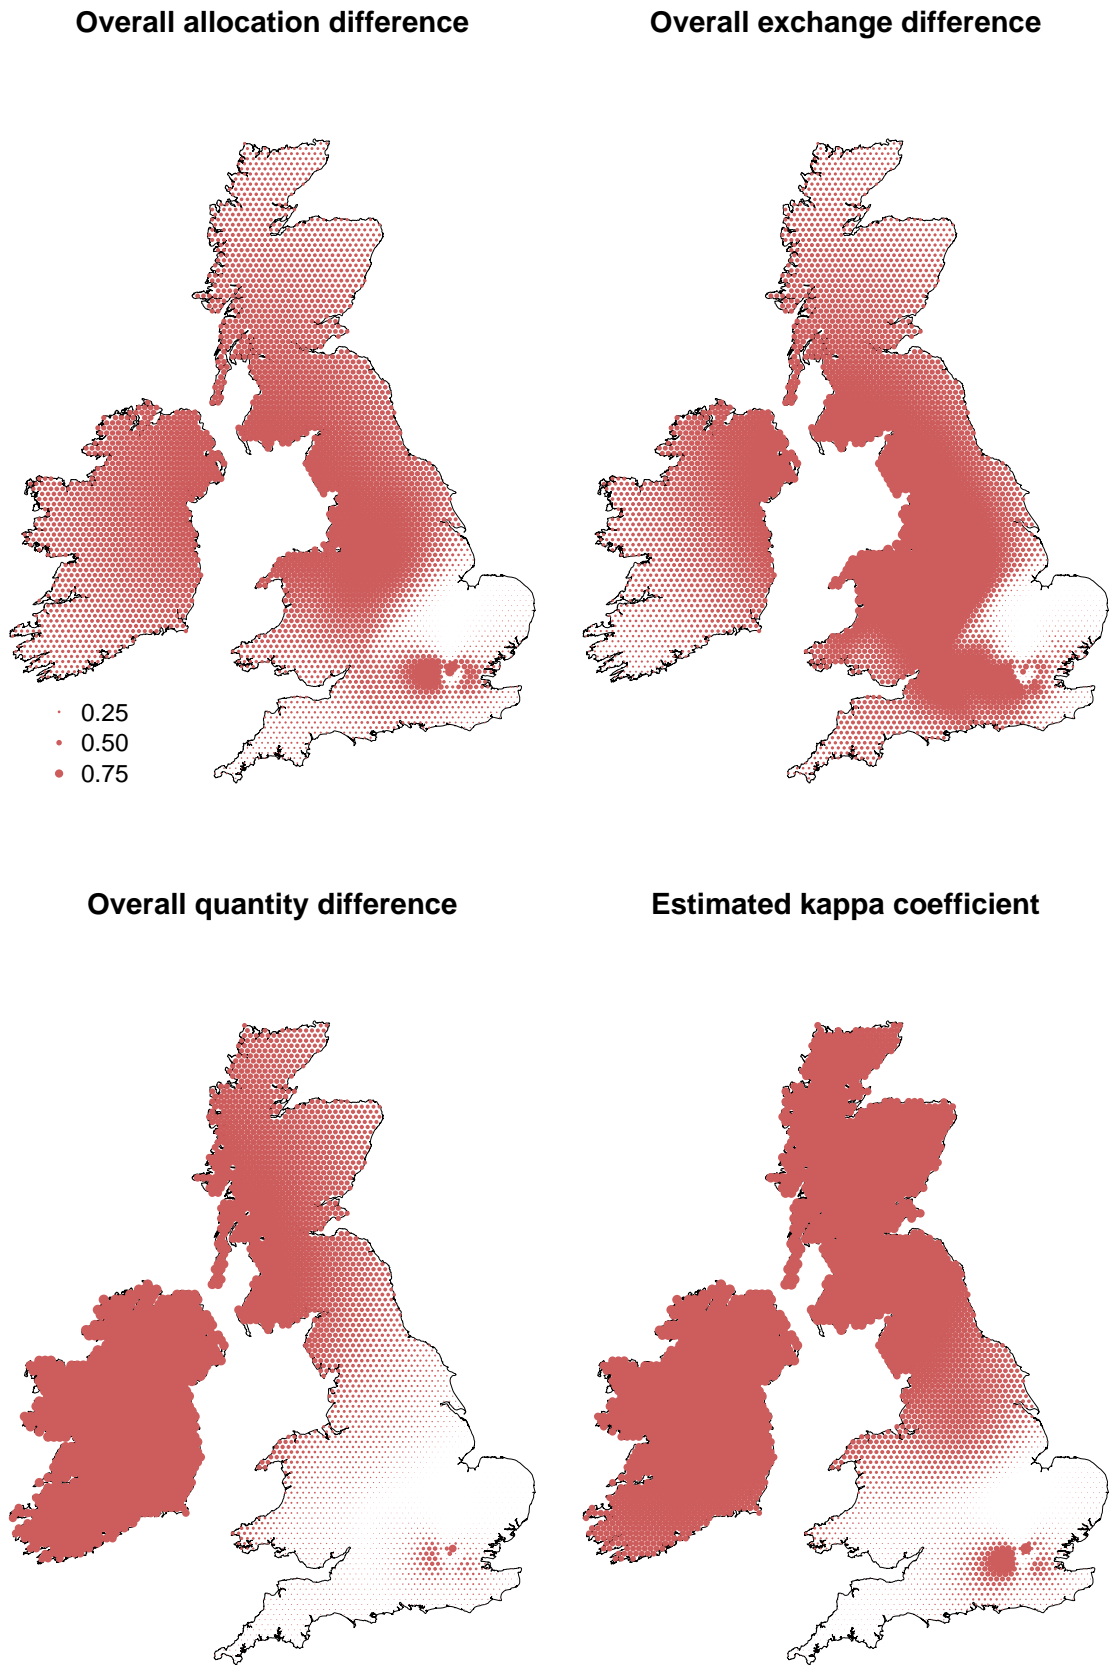 Overall allocation difference
Overall exchange difference
0.25
0.50
0.75
Overall quantity difference
Estimated kappa coefficient